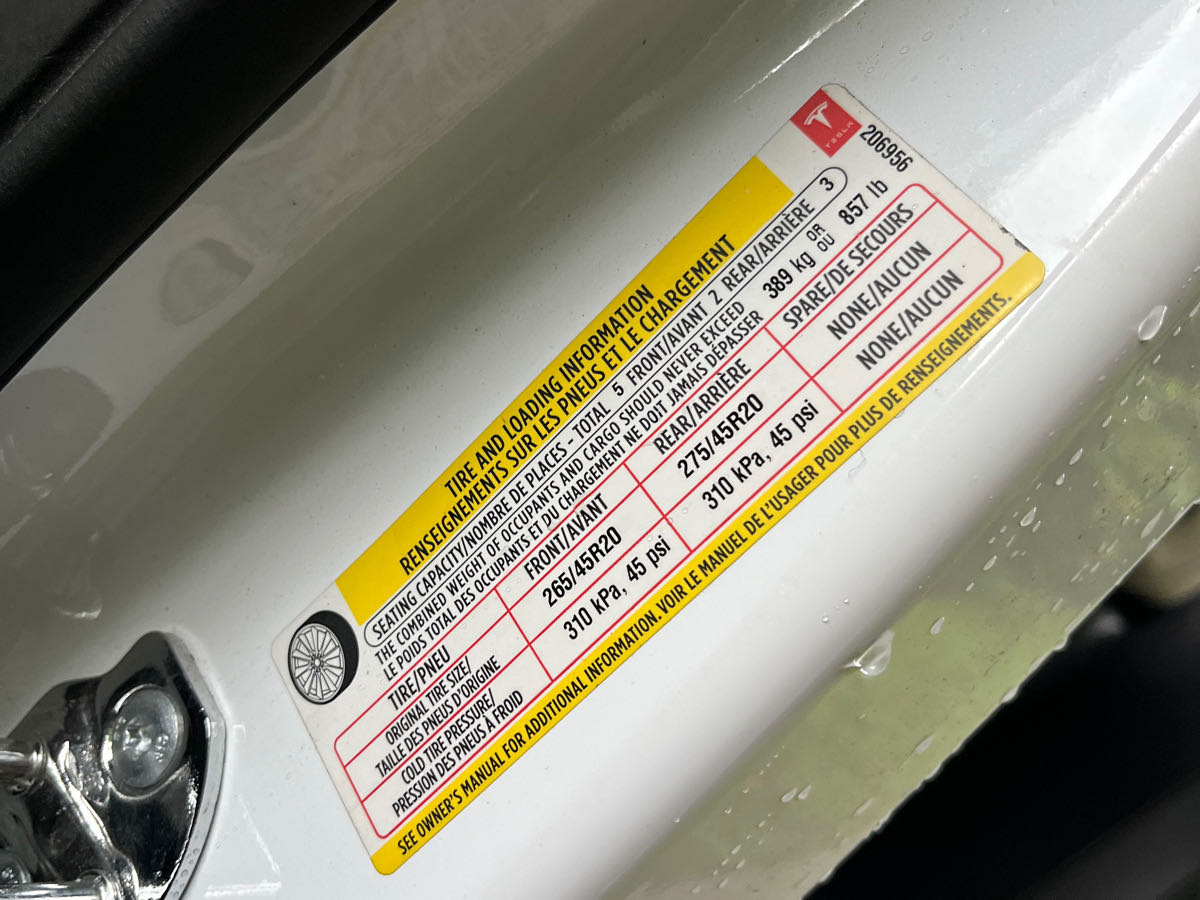 TESLA
206956
TIRE AND LOADING INFORMATION
RENSEIGNEMENTS SUR LES PNEUS ET LE CHARGEMENT
SEATING CAPACITY/NOMBRE DE PLACES - TOTAL 5 FRONT/AVANT 2 REAR/ARRIÈRE 3
THE COMBINED WEIGHT OF OCCUPANTS AND CARGO SHOULD NEVER EXCEED 389 kg OR 857 lb
LE POIDS TOTAL DES OCCUPANTS ET DU CHARGEMENT NE DOIT JAMAIS DÉPASSER OU
TIRE/PNEU FRONT/AVANT REAR/ARRIÈRE SPARE/DE SECOURS
ORIGINAL TIRE SIZE/
TAILLE DES PNEUS D'ORIGINE 265/45R20 275/45R20 NONE/AUCUN
COLD TIRE PRESSURE/
PRESSION DES PNEUS À FROID 310 kPa, 45 psi 310 kPa, 45 psi NONE/AUCUN
SEE OWNER'S MANUAL FOR ADDITIONAL INFORMATION. VOIR LE MANUEL DE L'USAGER POUR PLUS DE RENSEIGNEMENTS.